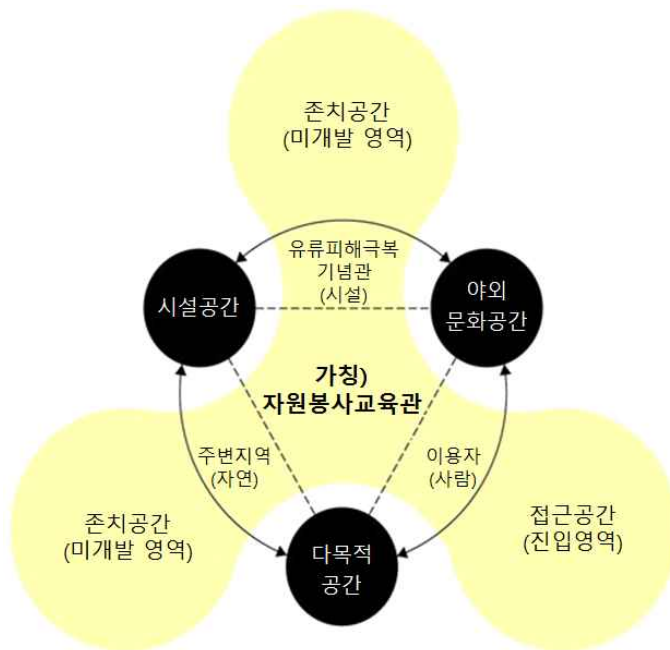 존치공간
(미개발 영역)
유류피해극복
기념관
(시설)
시설공간
야외
문화공간
가칭)
자원봉사교육관
주변지역
(자연)
이용자
(사람)
존치공간
(미개발 영역)
다목적
공간
접근공간
(진입영역)